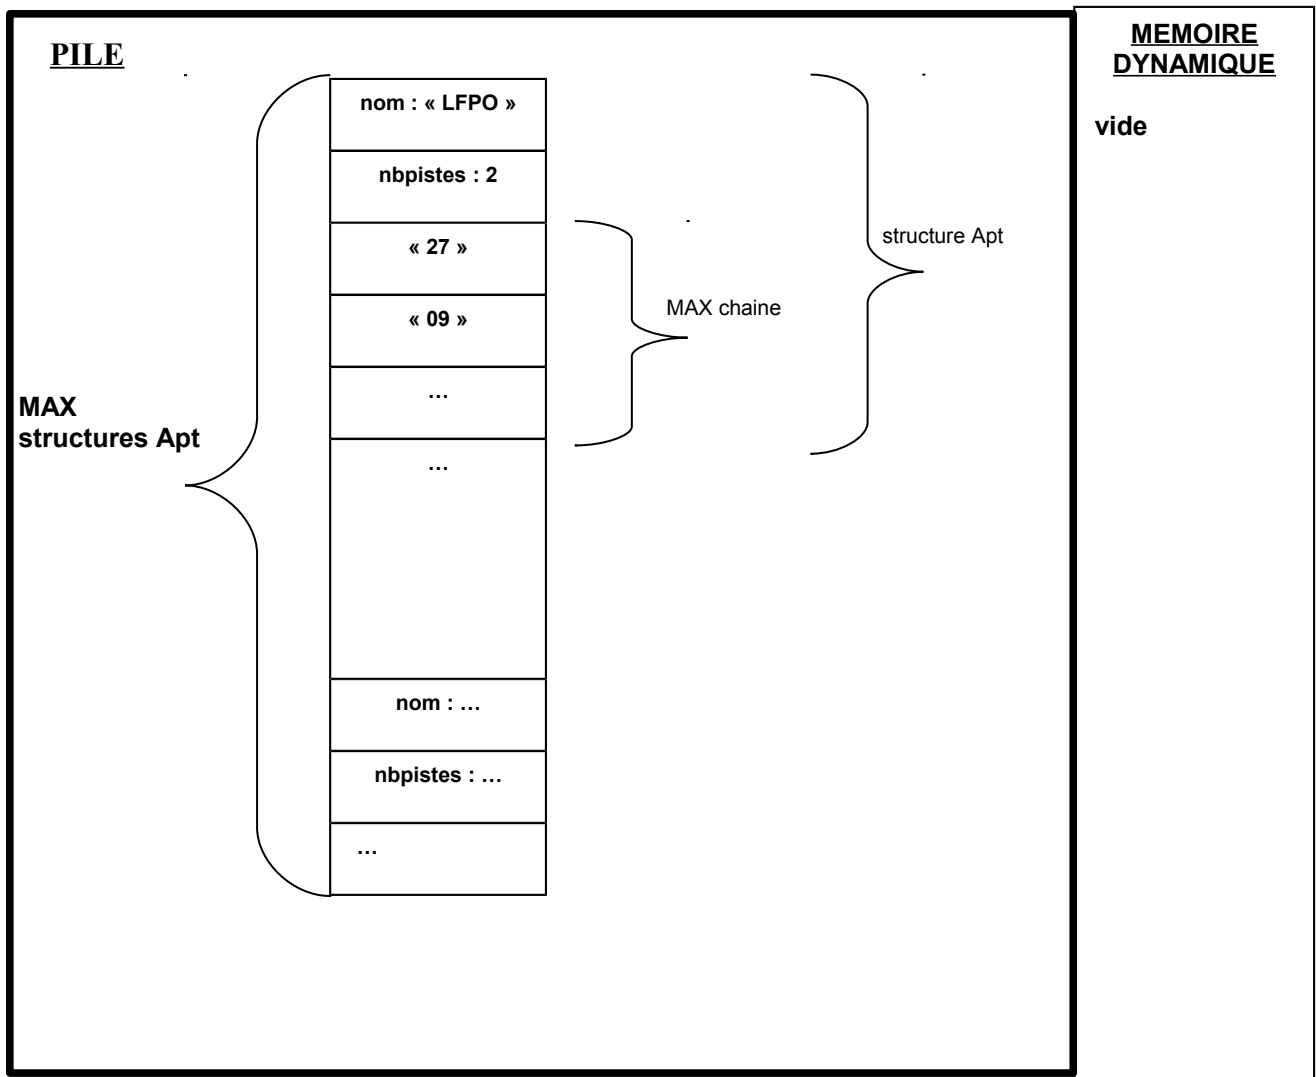 PILE
MEMOIRE
DYNAMIQUE
vide
nom : « LFPO »
nbpistes : 2
« 27 »
« 09 »
…
…
structure Apt
MAX chaine
MAX
structures Apt
nom : …
nbpistes : …
…